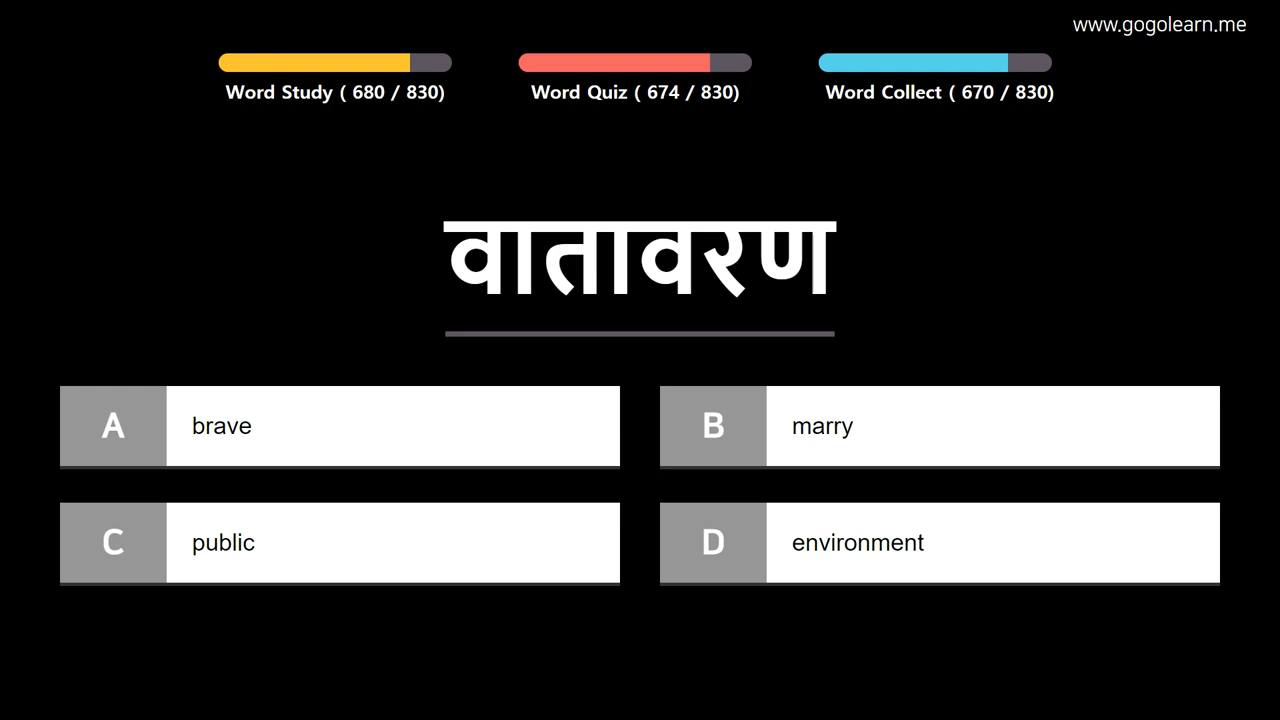 www.gogolearn.me
Word Study ( 680 / 830)
Word Quiz ( 674 / 830)
Word Collect ( 670 / 830)
वातावरण
A brave
B marry
C public
D environment